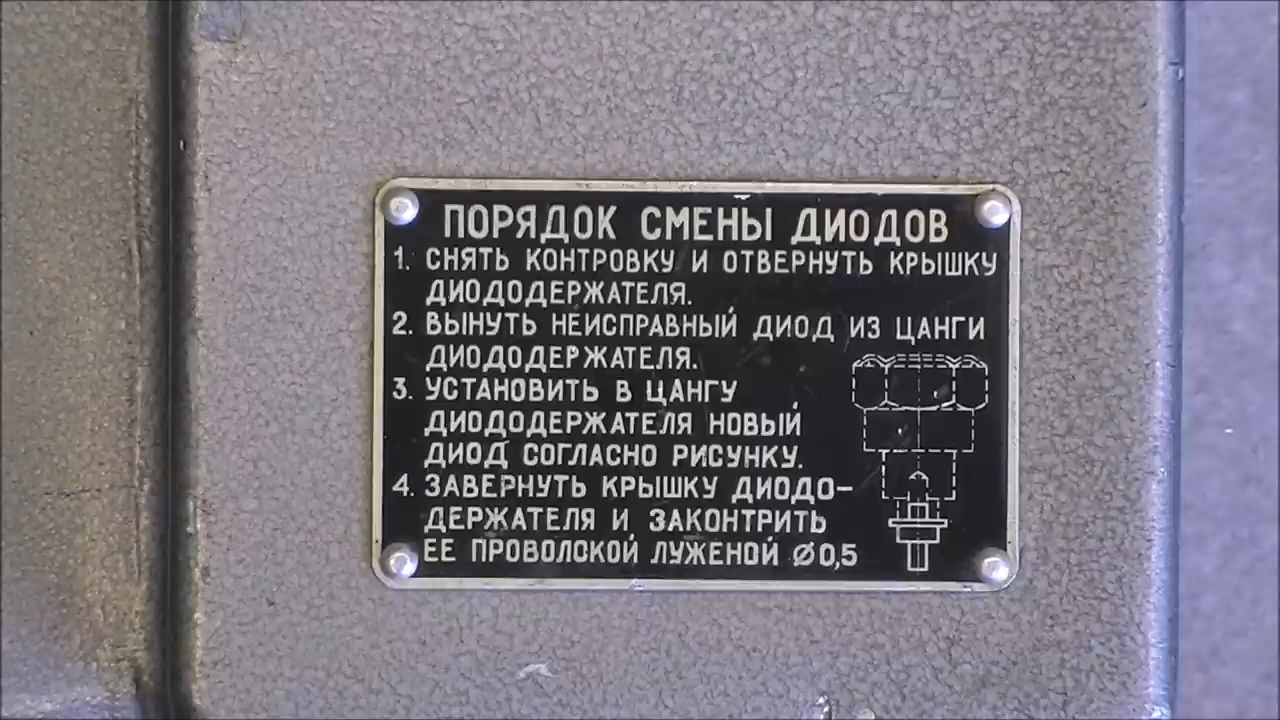 ПОРЯДОК СМЕНЫ ДИОДОВ
1. СНЯТЬ КОНТРОВКУ И ОТВЕРНУТЬ КРЫШКУ
ДИОДОДЕРЖАТЕЛЯ.
2. ВЫНУТЬ НЕИСПРАВНЫЙ ДИОД ИЗ ЦАНГИ
ДИОДОДЕРЖАТЕЛЯ.
3. УСТАНОВИТЬ В ЦАНГУ
ДИОДОДЕРЖАТЕЛЯ НОВЫЙ
ДИОД СОГЛАСНО РИСУНКУ.
4. ЗАВЕРНУТЬ КРЫШКУ ДИОДО-
ДЕРЖАТЕЛЯ И ЗАКОНТРИТЬ
ЕЕ ПРОВОЛОКОЙ ЛУЖЕНОЙ Ø0,5